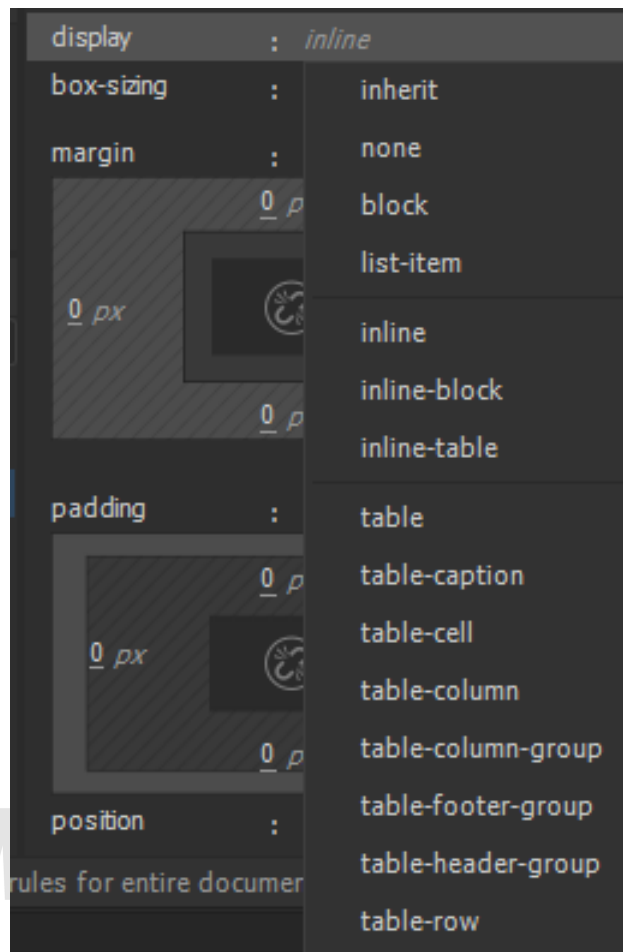 display : inline
box-sizing :
inherit
none
margin :
block
0 p
list-item
0 px
inline
inline-block
0 p
inline-table
padding :
table
table-caption
0 p
table-cell
0 px
table-column
table-column-group
0 p
table-footer-group
position :
table-header-group
rules for entire documen
table-row